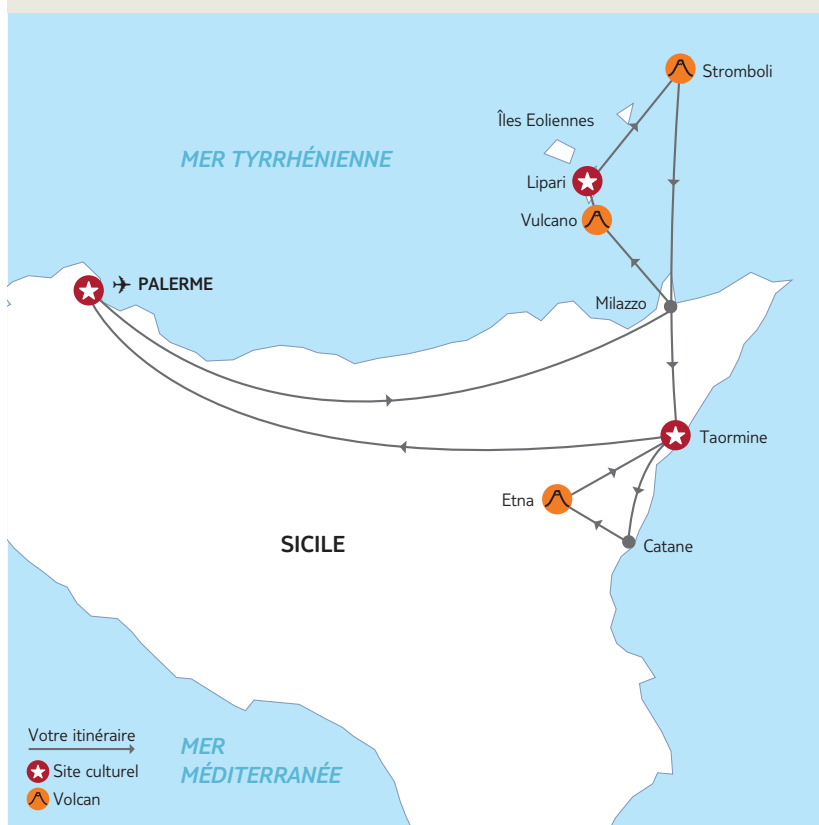 Stromboli
Îles Eoliennes
MER TYRRHÉNIENNE
Lipari
Vulcano
PALERME
Milazzo
Taormine
Etna
SICILE
Catane
Votre itinéraire
Site culturel
Volcan
MER
MÉDITERRANÉE